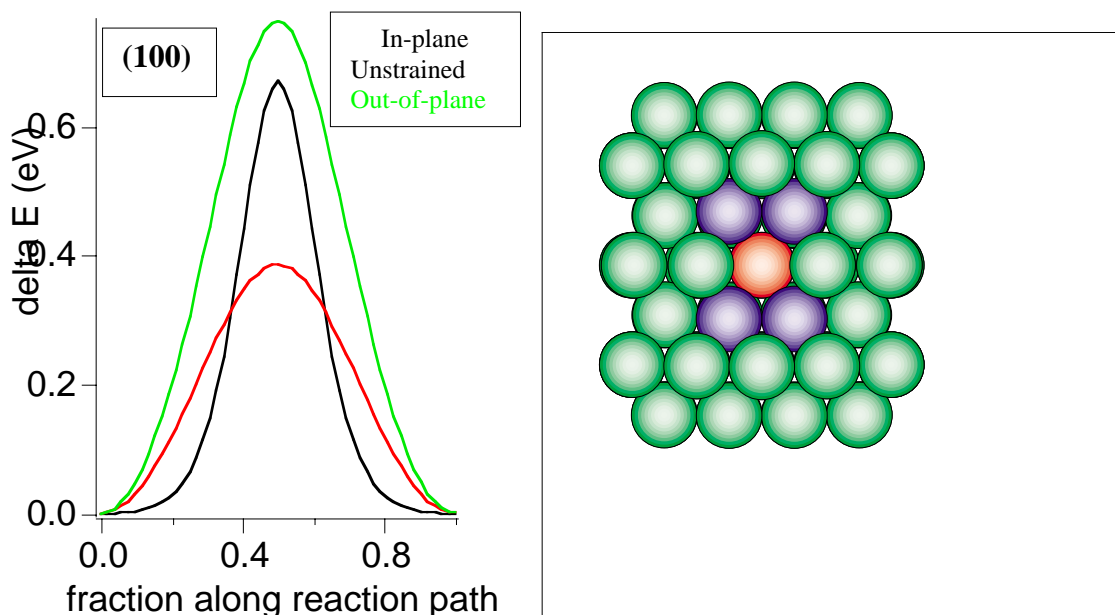 (100)
In-plane
Unstrained
Out-of-plane
delta E (eV)
0.6
0.4
0.2
0.0
0.0 0.4 0.8
fraction along reaction path